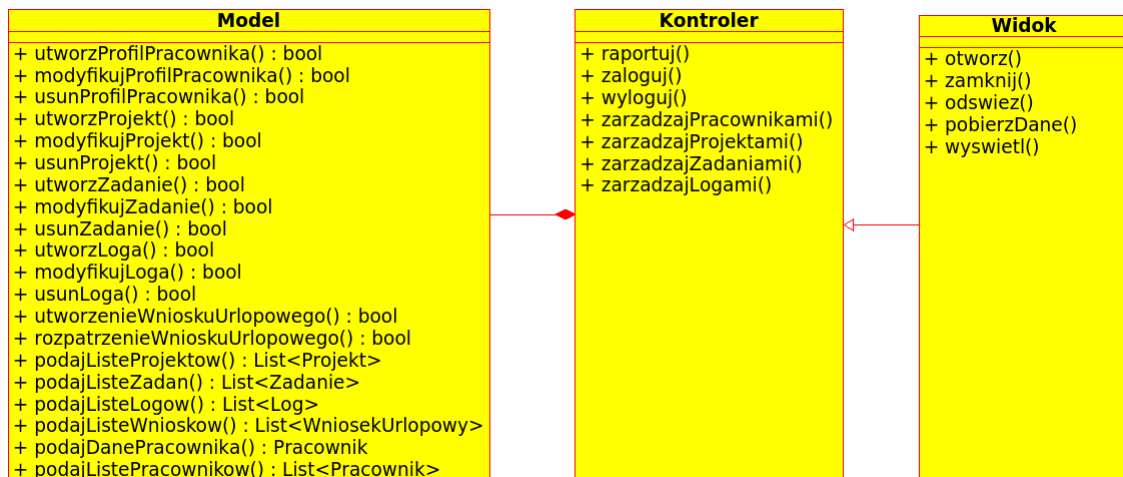 Model
+ utworzProfilPracownika() : bool
+ modyfikujProfilPracownika() : bool
+ usunProfilPracownika() : bool
+ utworzProjekt() : bool
+ modyfikujProjekt() : bool
+ usunProjekt() : bool
+ utworzZadanie() : bool
+ modyfikujZadanie() : bool
+ usunZadanie() : bool
+ utworzLoga() : bool
+ modyfikujLoga() : bool
+ usunLoga() : bool
+ utworzenieWnioskuUrlopowego() : bool
+ rozpatrzenieWnioskuUrlopowego() : bool
+ podajListeProjektow() : List<Projekt>
+ podajListeZadan() : List<Zadanie>
+ podajListeLogow() : List<Log>
+ podajListeWnioskow() : List<WniosekUrlopowy>
+ podajDanePracownika() : Pracownik
+ podajListePracownikow() : List<Pracownik>
Kontroler
+ raportuj()
+ zaloguj()
+ wyloguj()
+ zarzadzajPracownikami()
+ zarzadzajProjektami()
+ zarzadzajZadaniami()
+ zarzadzajLogami()
Widok
+ otworz()
+ zamknij()
+ odswiez()
+ pobierzDane()
+ wyswietl()